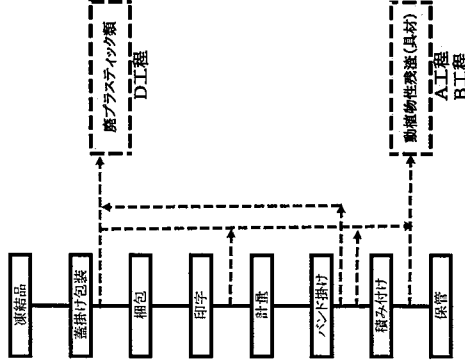 凍結品
蓋掛け包装
梱包
印字
計量
バンド掛け
積み付け
保管
廃プラスティック類
D工程
動植物性残渣(具材)
A工程
B工程